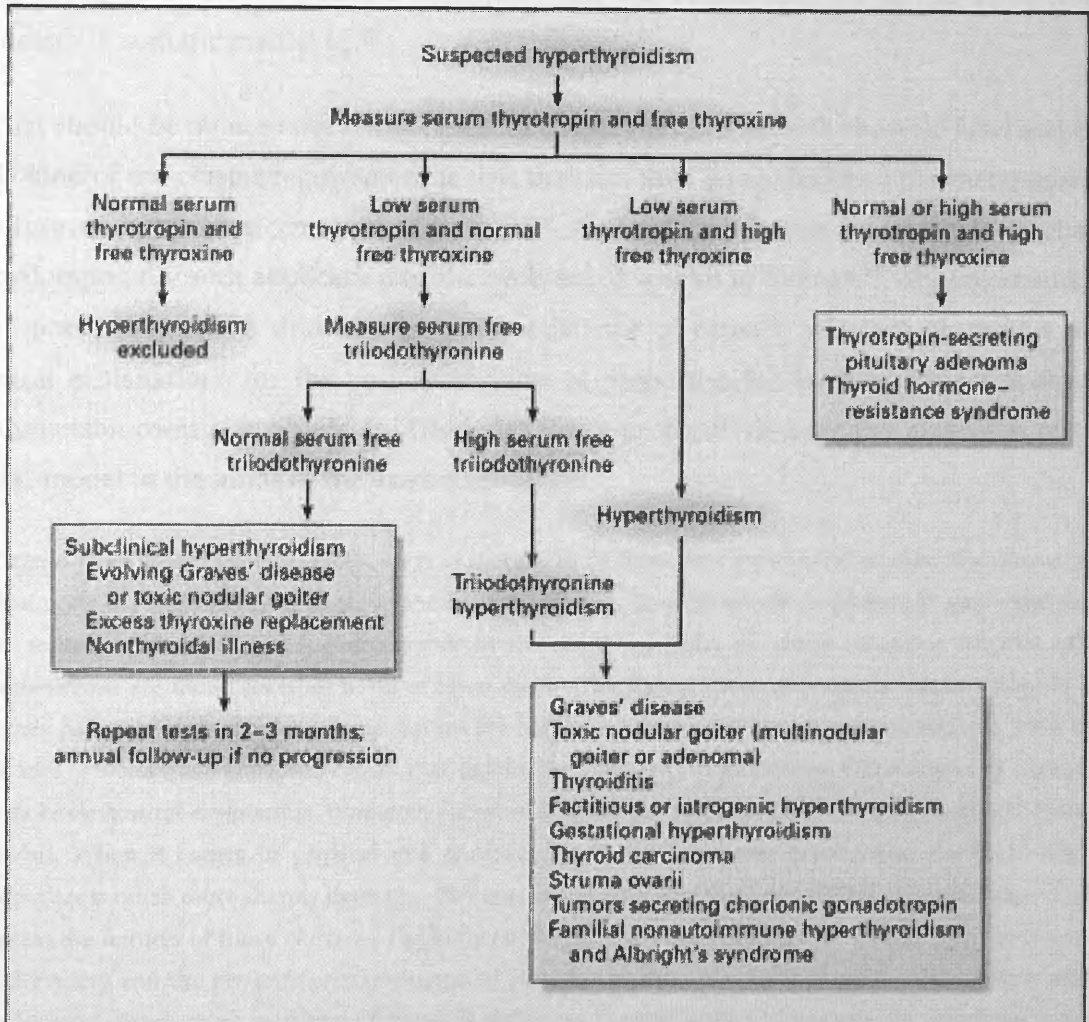 Suspected hyperthyroidism
Measure serum thyrotropin and free thyroxine
Normal serum
thyrotropin and
free thyroxine
Low serum
thyrotropin and normal
free thyroxine
Low serum
thyrotropin and high
free thyroxine
Normal or high serum
thyrotropin and high
free thyroxine
Hyperthyroidism
excluded
Measure serum free
triiodothyronine
Thyrotropin-secreting
pituitary adenoma
Thyroid hormone–
resistance syndrome
Normal serum free
triiodothyronine
High serum free
triiodothyronine
Hyperthyroidism
Subclinical hyperthyroidism
Evolving Graves' disease
or toxic nodular goiter
Excess thyroxine replacement
Nonthyroidal illness
Triiodothyronine
hyperthyroidism
Repeat tests in 2–3 months;
annual follow-up if no progression
Graves' disease
Toxic nodular goiter (multinodular
goiter or adenoma)
Thyroiditis
Factitious or iatrogenic hyperthyroidism
Gestational hyperthyroidism
Thyroid carcinoma
Struma ovarii
Tumors secreting chorionic gonadotropin
Familial nonautoimmune hyperthyroidism
and Albright's syndrome